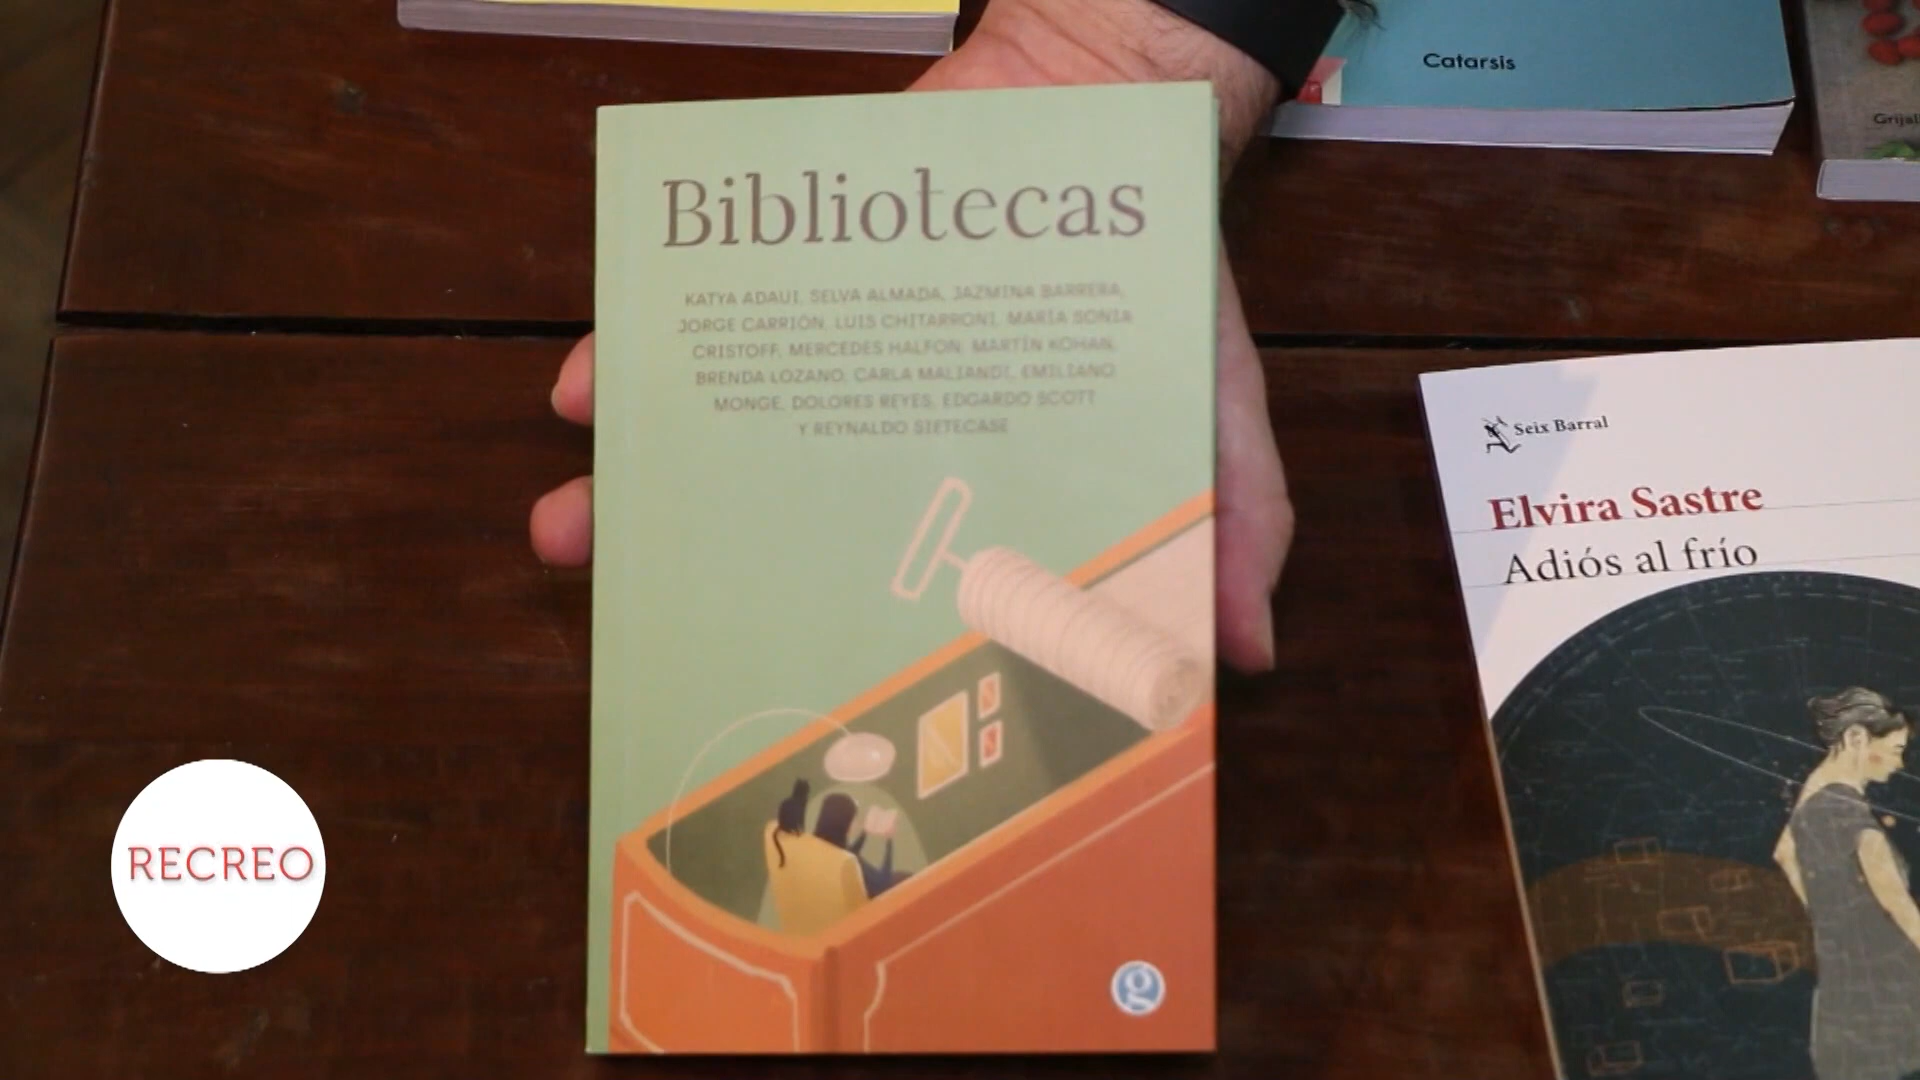 Catarsis
Grijal
Bibliotecas
KATYA ADAUI, SELVA ALMADA, JAZMINA BARRERA,
JORGE CARRIÓN, LUIS CHITARRONI, MARÍA SONIA
CRISTOFF, MERCEDES HALFON, MARTÍN KOHAN,
BRENDA LOZANO, CARLA MALIANDI, EMILIANO
MONGE, DOLORES REYES, EDGARDO SCOTT
Y REYNALDO SIETECASE
g
Seix Barral
Elvira Sastre
Adiós al frío
RECREO